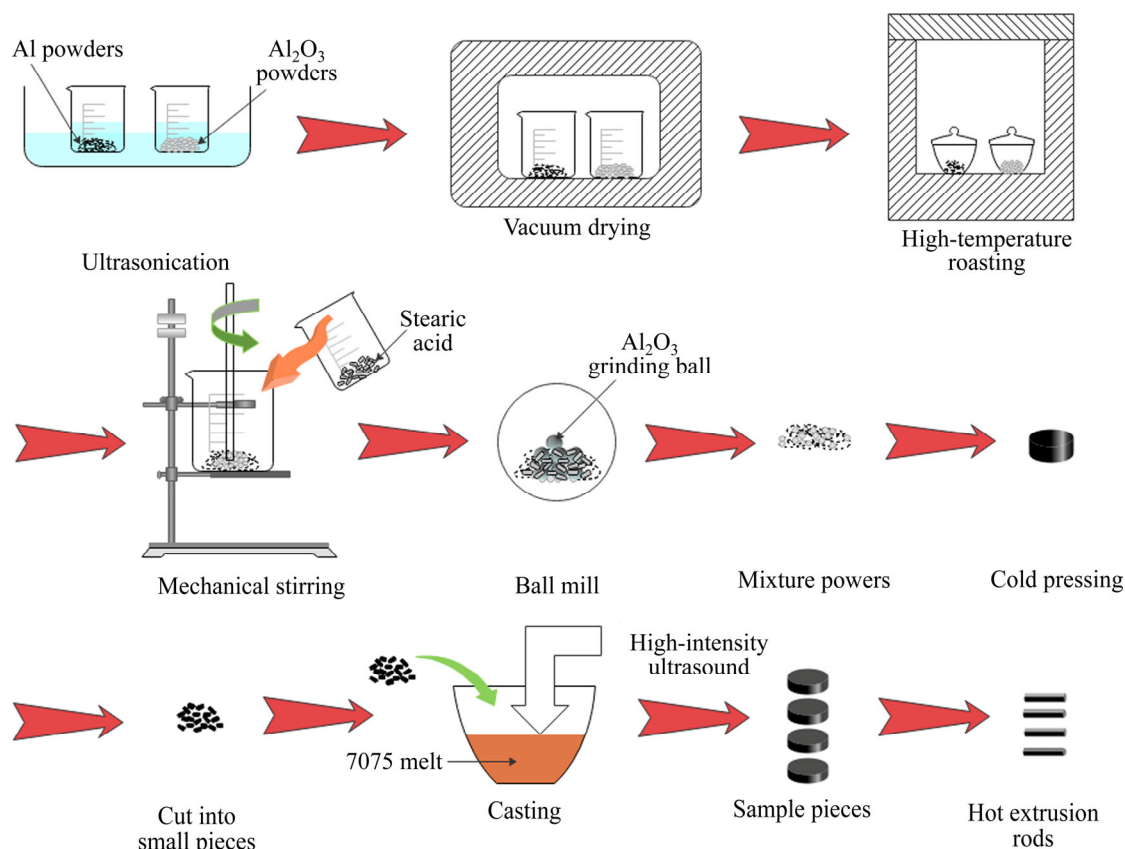 Al powders
Al₂O₃
powders
Vacuum drying
High-temperature
roasting
Ultrasonication
Stearic
acid
Al₂O₃
grinding ball
Mechanical stirring
Ball mill
Mixture powers
Cold pressing
High-intensity
ultrasound
7075 melt
Cut into
small pieces
Casting
Sample pieces
Hot extrusion
rods